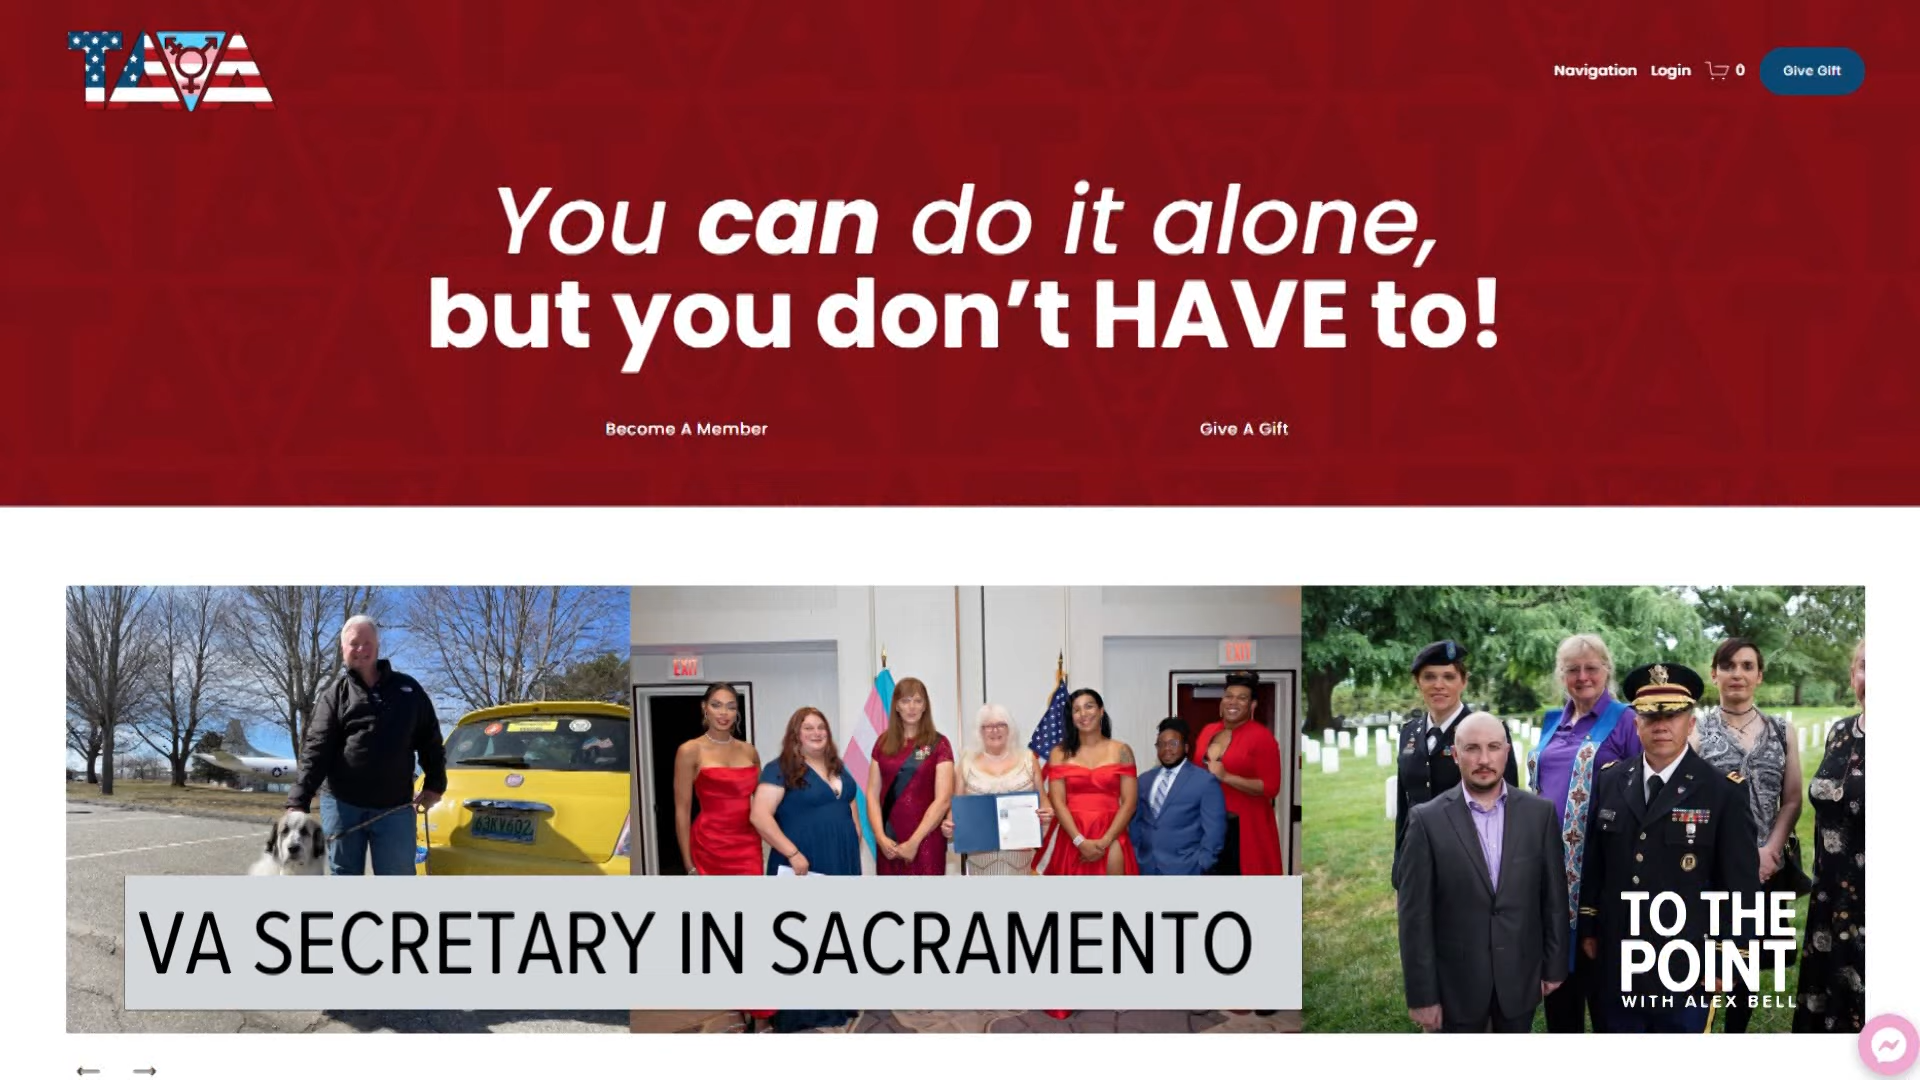 TAVA
Navigation Login 0 Give Gift
You can do it alone,
but you don't HAVE to!
Become A Member
Give A Gift
EXIT
EXIT
VA SECRETARY IN SACRAMENTO
TO THE
POINT
WITH ALEX BELL